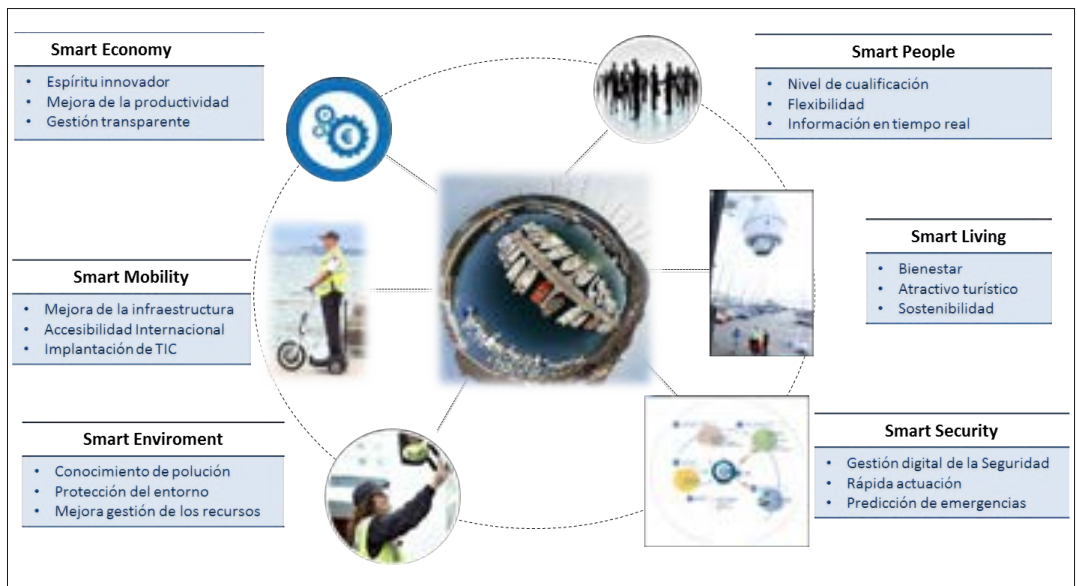 Smart Economy
• Espíritu innovador
• Mejora de la productividad
• Gestión transparente
Smart People
• Nivel de cualificación
• Flexibilidad
• Información en tiempo real
Smart Mobility
• Mejora de la infraestructura
• Accesibilidad Internacional
• Implantación de TIC
Smart Living
• Bienestar
• Atractivo turístico
• Sostenibilidad
Smart Enviroment
• Conocimiento de polución
• Protección del entorno
• Mejora gestión de los recursos
Smart Security
• Gestión digital de la Seguridad
• Rápida actuación
• Predicción de emergencias